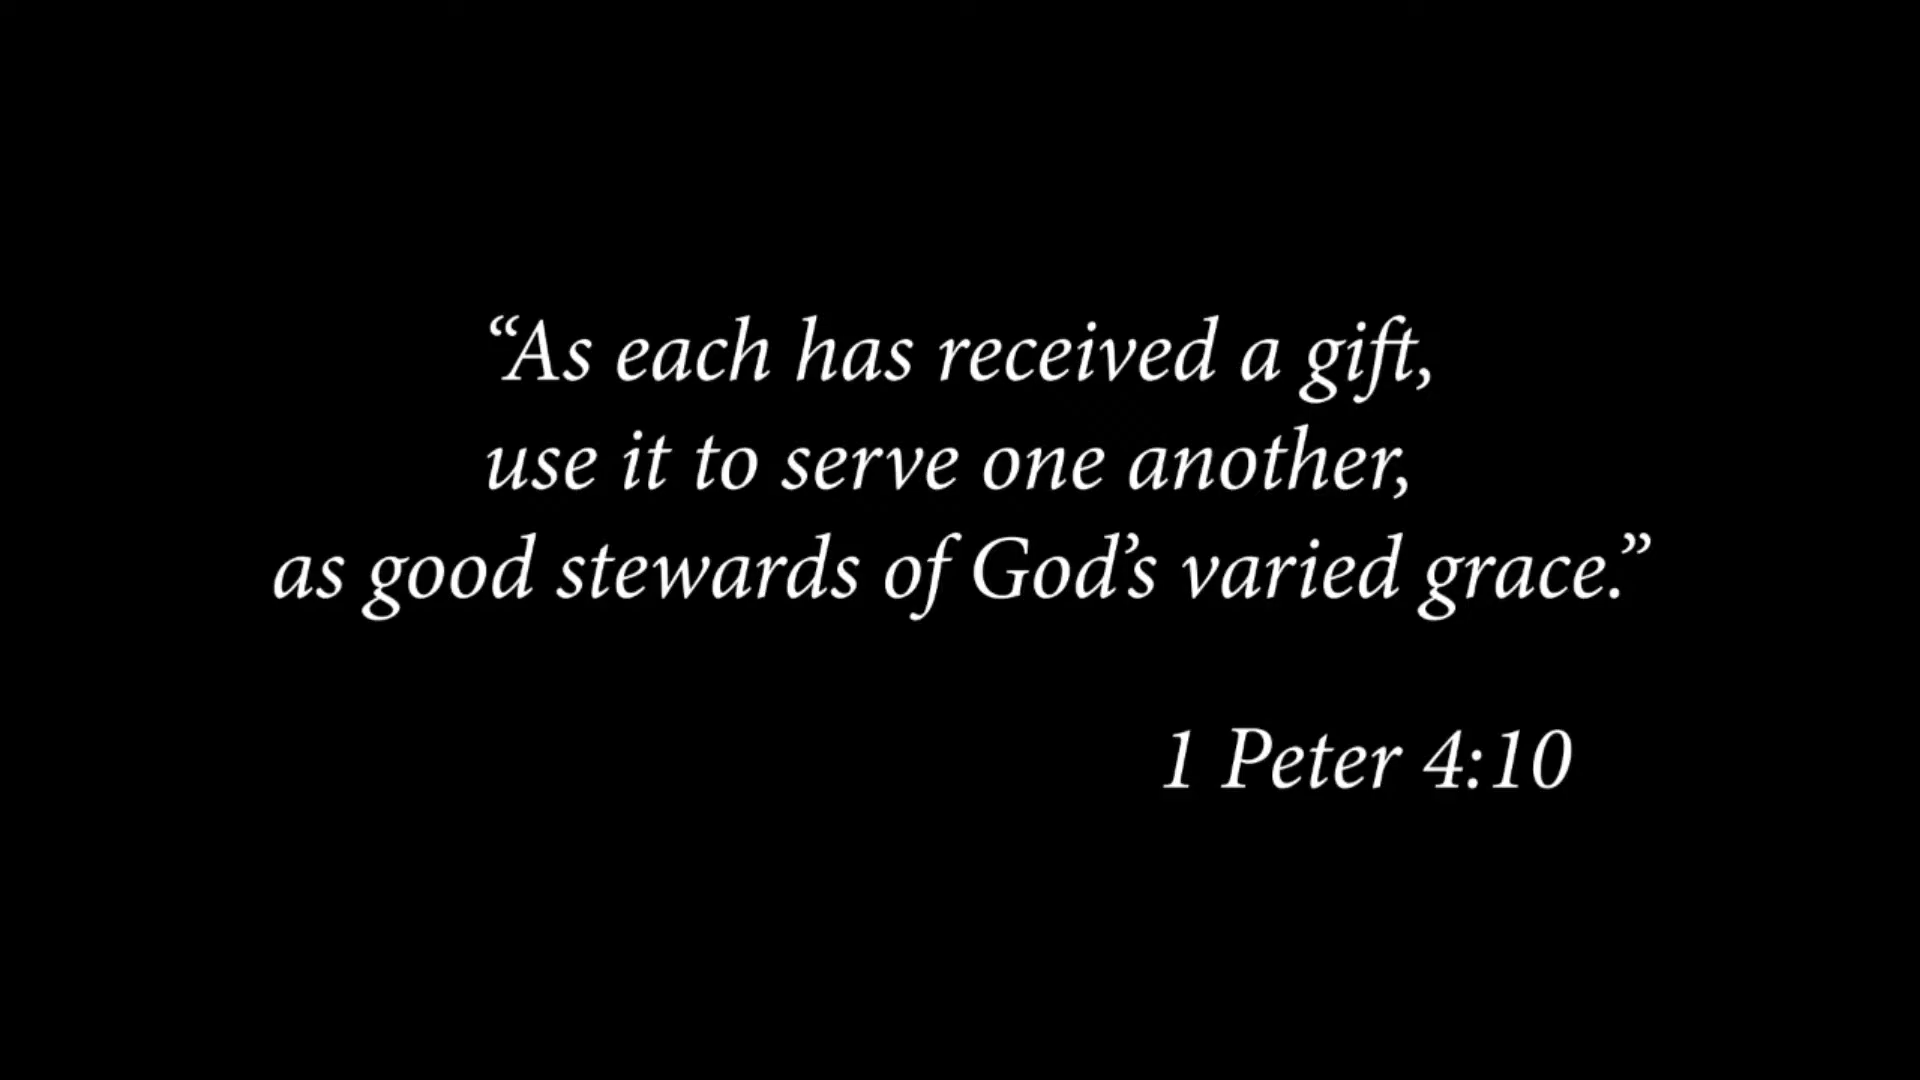 “As each has received a gift,
use it to serve one another,
as good stewards of God’s varied grace.”
1 Peter 4:10